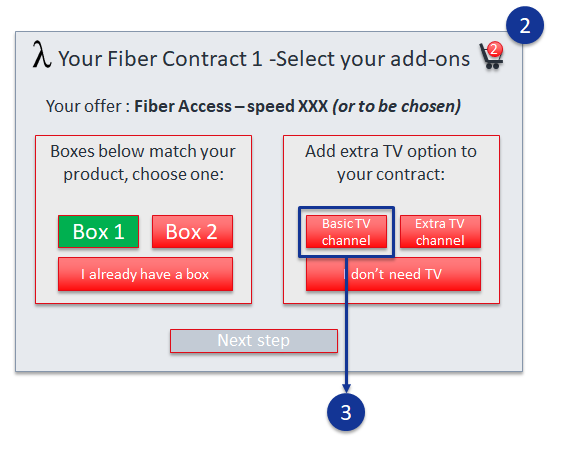 2
λ Your Fiber Contract 1 -Select your add-ons
2
Your offer : Fiber Access – speed XXX (or to be chosen)
Boxes below match your
product, choose one:
Box 1
Box 2
I already have a box
Add extra TV option to
your contract:
Basic TV
channel
Extra TV
channel
I don't need TV
Next step
3